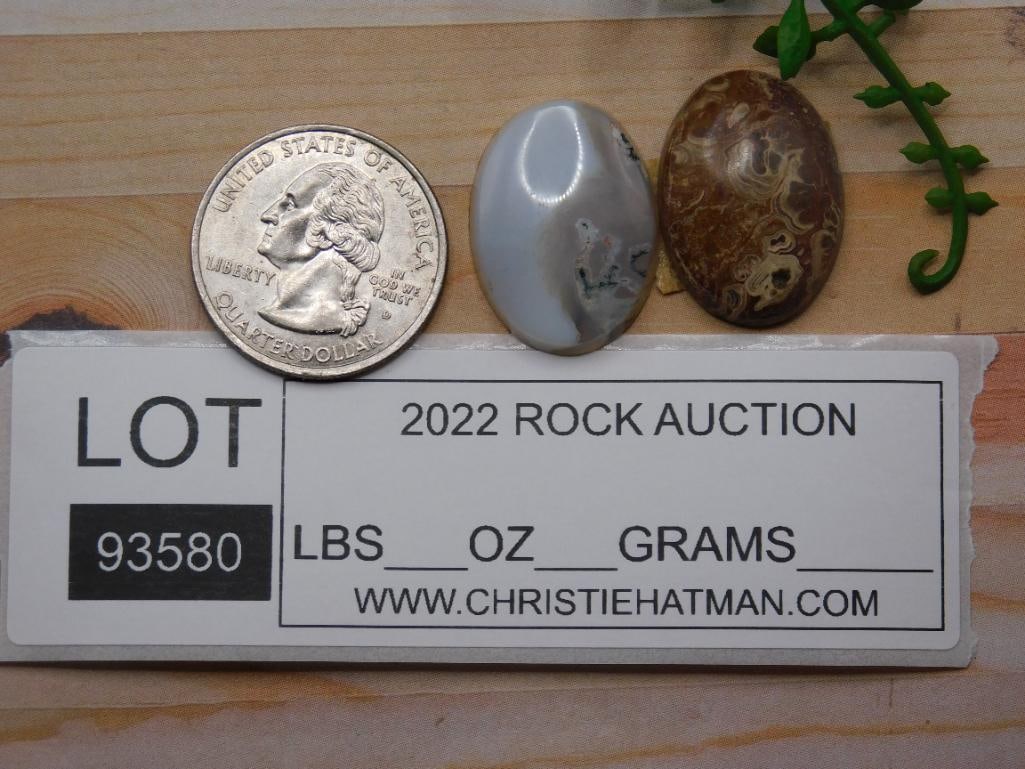 UNITED STATES OF AMERICA
LIBERTY
IN
GOD WE
TRUST
D
QUARTER DOLLAR
LOT
93580
2022 ROCK AUCTION
LBS____OZ____GRAMS______
WWW.CHRISTIEHATMAN.COM